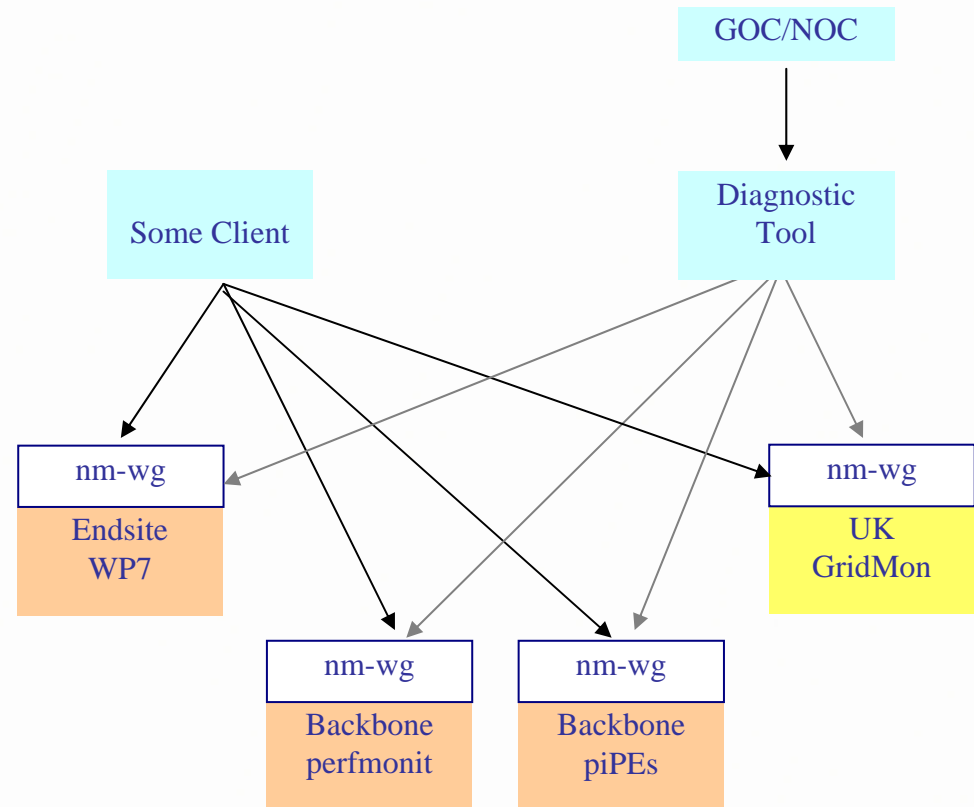 GOC/NOC
Some Client
Diagnostic
Tool
nm-wg
Endsite
WP7
nm-wg
UK
GridMon
nm-wg
Backbone
perfmonit
nm-wg
Backbone
piPEs